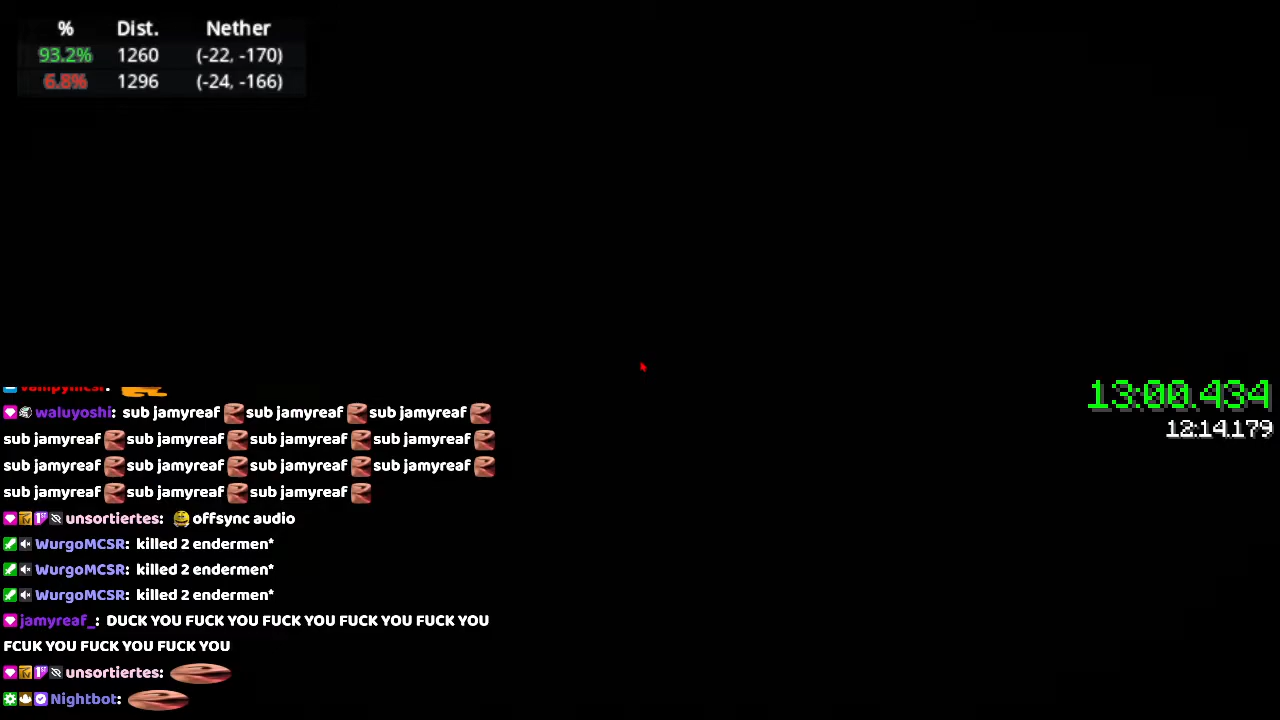 % Dist. Nether
93.2% 1260 (-22, -170)
6.8% 1296 (-24, -166)
vampymcsr:
waluyoshi: sub jamyreaf sub jamyreaf sub jamyreaf
sub jamyreaf sub jamyreaf sub jamyreaf sub jamyreaf
sub jamyreaf sub jamyreaf sub jamyreaf sub jamyreaf
sub jamyreaf sub jamyreaf sub jamyreaf
unsortiertes: offsync audio
WurgoMCSR: killed 2 endermen*
WurgoMCSR: killed 2 endermen*
WurgoMCSR: killed 2 endermen*
jamyreaf_: DUCK YOU FUCK YOU FUCK YOU FUCK YOU FUCK YOU
FCUK YOU FUCK YOU FUCK YOU
unsortiertes:
Nightbot:
13:00.434
12:14.179